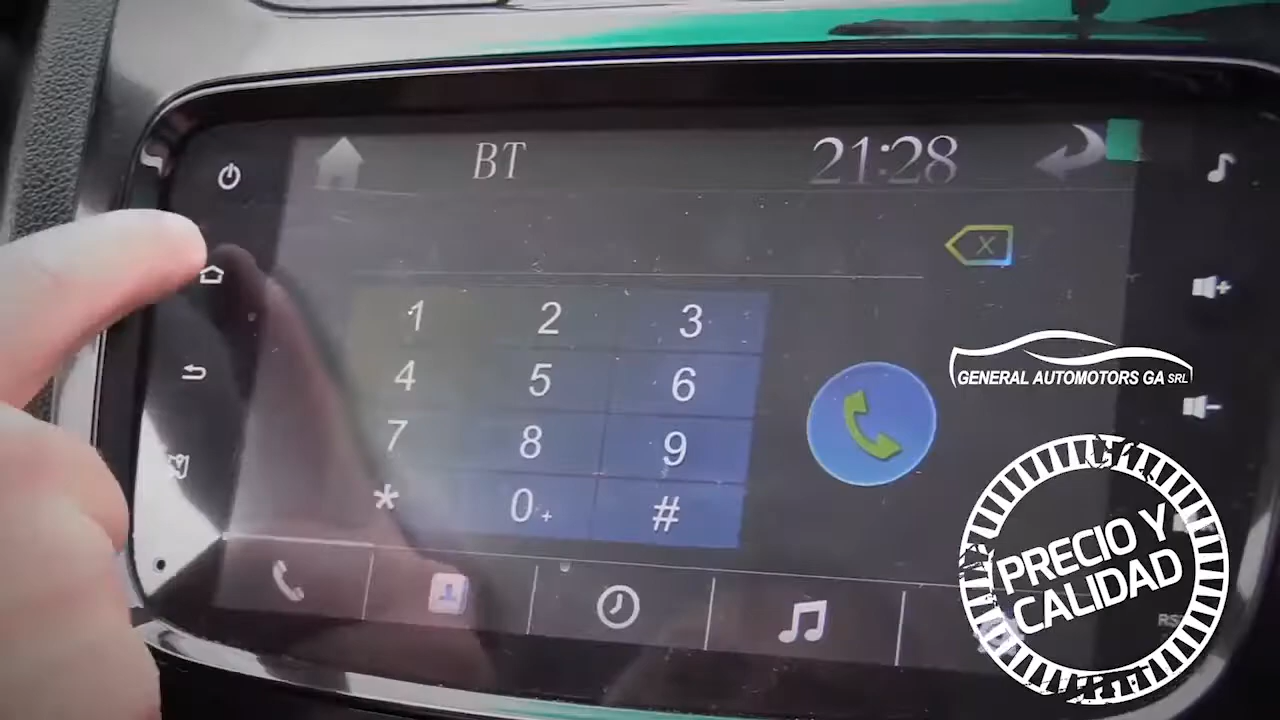 BT 21:28
X
1 2 3
4 5 6
7 8 9
* 0+ #
GENERAL AUTOMOTORS GA SRL
PRECIO Y
CALIDAD